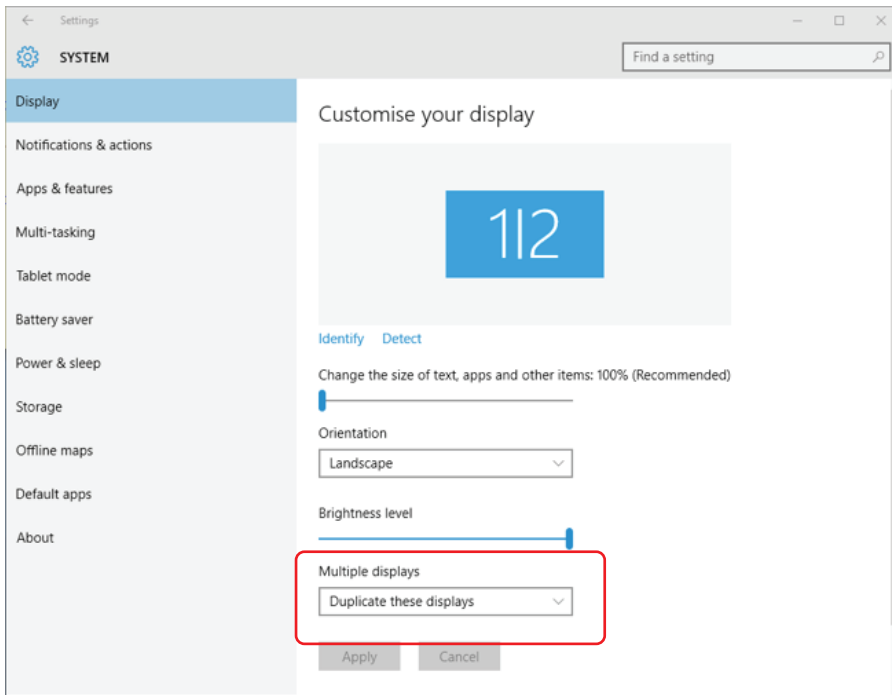 Settings
SYSTEM
Find a setting
Display
Notifications & actions
Apps & features
Multi-tasking
Tablet mode
Battery saver
Power & sleep
Storage
Offline maps
Default apps
About
Customise your display
1|2
Identify Detect
Change the size of text, apps and other items: 100% (Recommended)
Orientation
Landscape
Brightness level
Multiple displays
Duplicate these displays
Apply Cancel